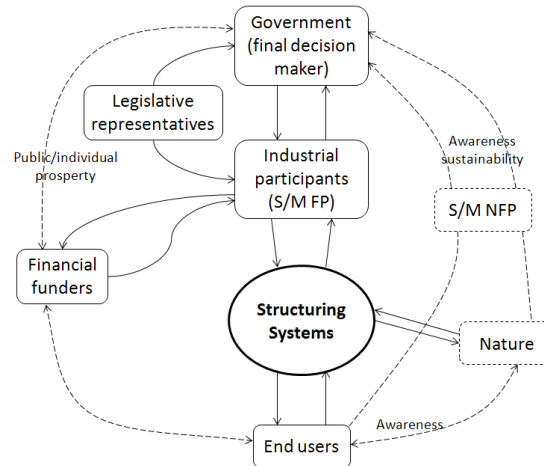 Government
(final decision
maker)
Legislative
representatives
Public/individual
prosperty
Awareness
sustainability
Industrial
participants
(S/M FP)
S/M NFP
Financial
funders
Structuring
Systems
Nature
Awareness
End users